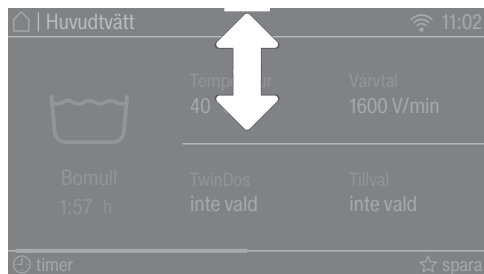 | Huvudtvätt 11:02
Varvtal
40 1600 V/min
Bomull TwinDos Tillval
1:57 h inte vald inte vald
timer spara